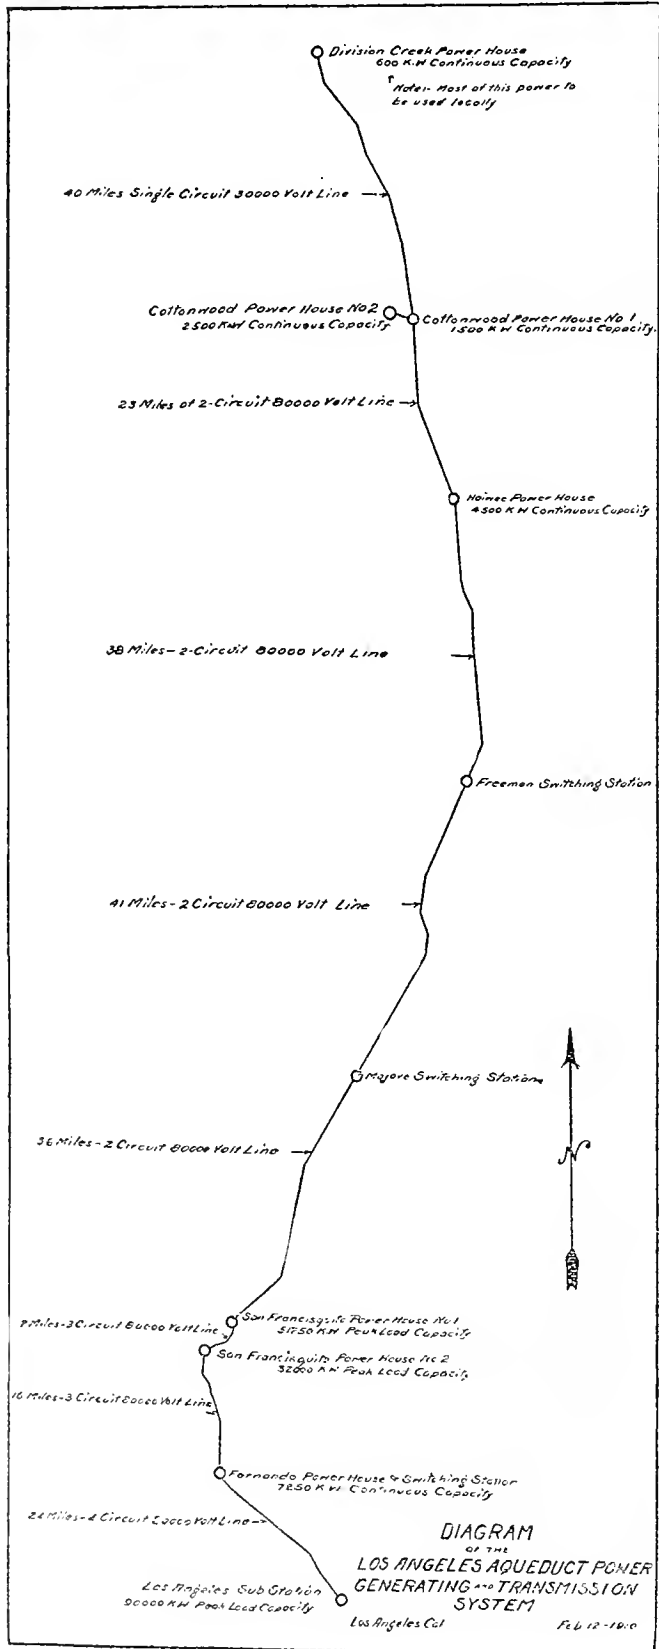 Division Creek Power House
600 K.W Continuous Capacity
Note:- Most of this power to
be used locally
40 Miles Single Circuit 30000 Volt Line
Cottonwood Power House No 2
2500 K.W Continuous Capacity
Cottonwood Power House No 1
1500 K W Continuous Capacity.
23 Miles of 2-Circuit 80000 Volt Line
Haiwee Power House
4500 K W Continuous Capacity
38 Miles - 2-Circuit 80000 Volt Line
Freeman Switching Station
41 Miles - 2 Circuit 80000 Volt Line
Mojave Switching Station
N
36 Miles - 2 Circuit 80000 Volt Line
San Francisquito Power House No 1
Peak Load Capacity
Miles - 3 Circuit 80000 Volt Line
San Francisquito Power House No 2
32000 K W Peak Load Capacity
Miles - 3 Circuit 80000 Volt Line
Fernando Power House & Switching Station
7250 K W Continuous Capacity
Miles - 4 Circuit Volt Line
DIAGRAM
OF THE
LOS ANGELES AQUEDUCT POWER
GENERATING AND TRANSMISSION
SYSTEM
Los Angeles Sub Station
90000 K W Peak Load Capacity
Los Angeles Cal
Feb 12-1910